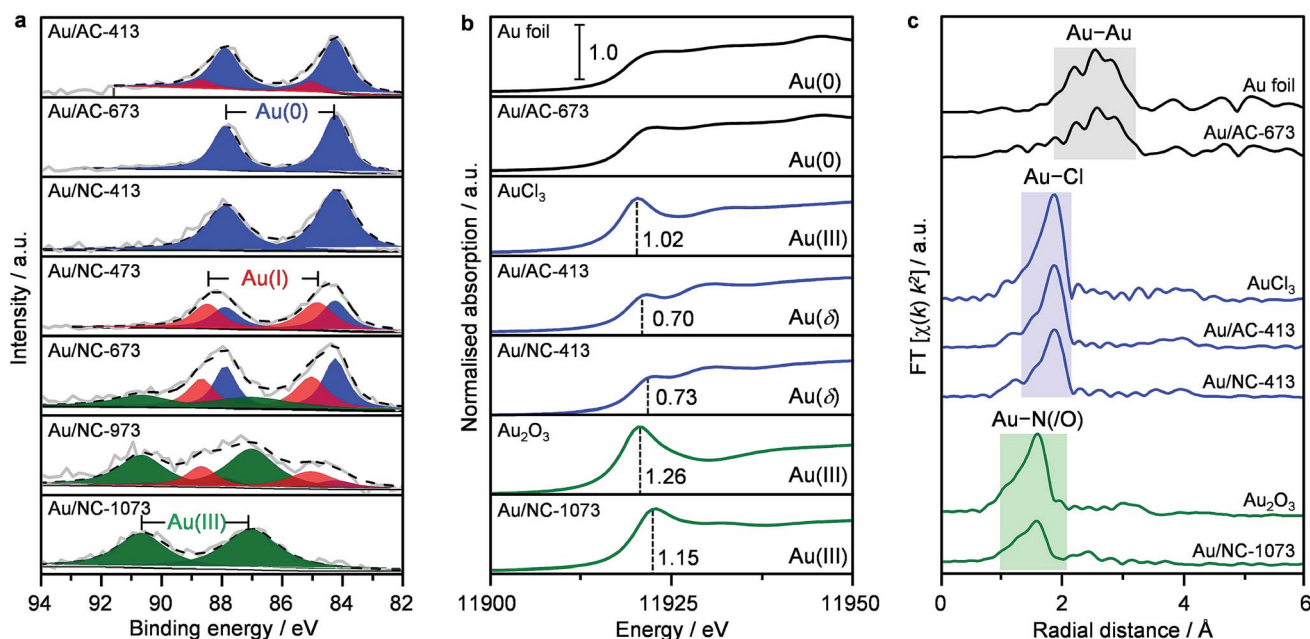 a
Au/AC-413
Au/AC-673
Au(0)
Au/NC-413
Au/NC-473
Au(I)
Au/NC-673
Au/NC-973
Au/NC-1073
Au(III)
94 92 90 88 86 84 82
Binding energy / eV
Intensity / a.u.
b
Au foil
1.0
Au(0)
Au/AC-673
Au(0)
AuCl₃
1.02
Au(III)
Au/AC-413
0.70
Au(δ)
Au/NC-413
0.73
Au(δ)
Au₂O₃
1.26
Au(III)
Au/NC-1073
1.15
Au(III)
11900 11925 11950
Energy / eV
Normalised absorption / a.u.
c
Au−Au
Au foil
Au/AC-673
Au−Cl
AuCl₃
Au/AC-413
Au/NC-413
Au−N(/O)
Au₂O₃
Au/NC-1073
0 2 4 6
Radial distance / Å
FT [χ(k) k²] / a.u.